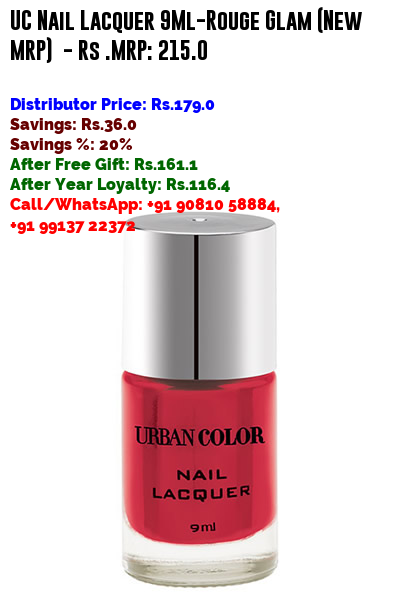 UC Nail Lacquer 9Ml-Rouge Glam (New
MRP) - Rs .MRP: 215.0
Distributor Price: Rs.179.0
Savings: Rs.36.0
Savings %: 20%
After Free Gift: Rs.161.1
After Year Loyalty: Rs.116.4
Call/WhatsApp: +91 90810 58884,
+91 99137 22372
URBAN COLOR
NAIL
LACQUER
9ml